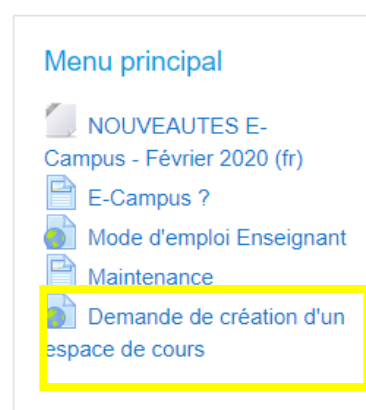 Menu principal
NOUVEAUTES E-
Campus - Février 2020 (fr)
E-Campus ?
Mode d'emploi Enseignant
Maintenance
Demande de création d'un
espace de cours